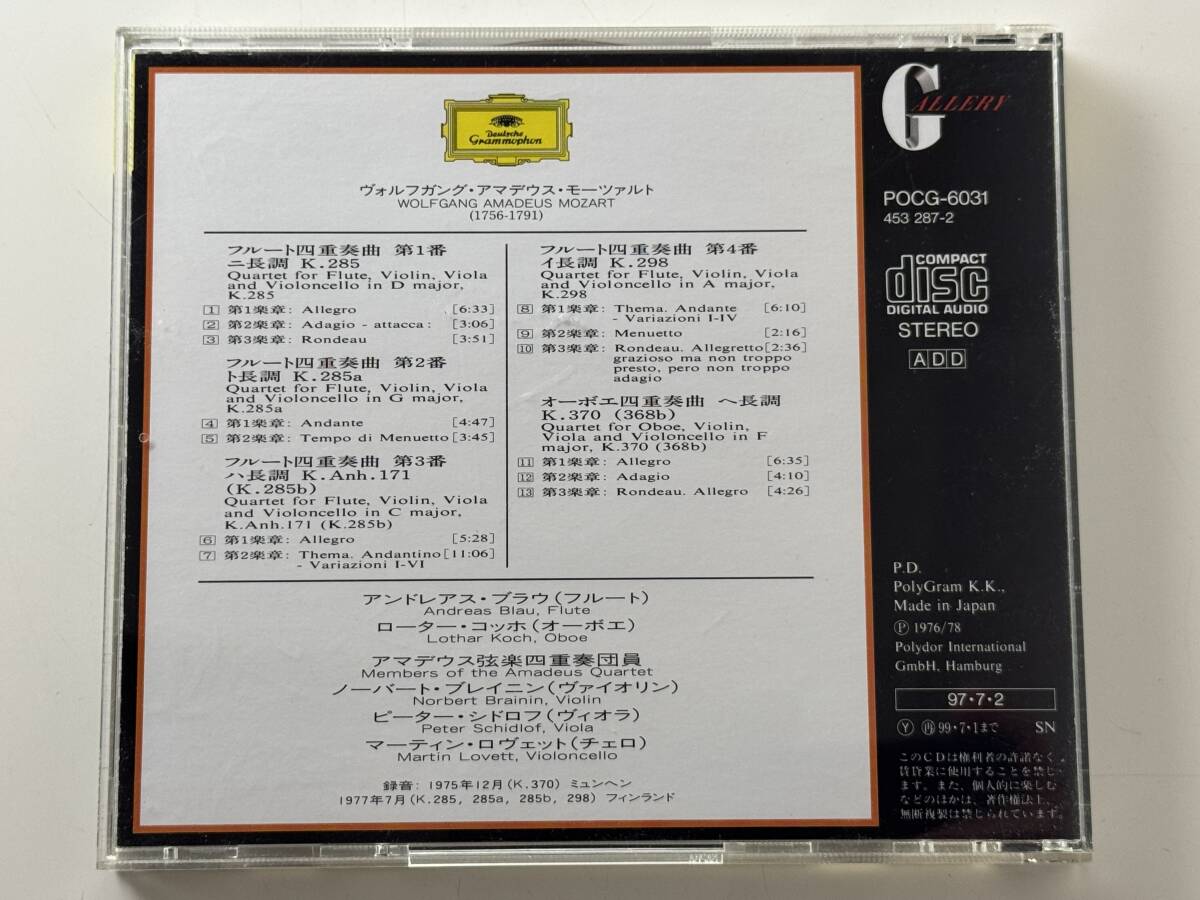 Deutsche
Grammophon
ヴォルフガング・アマデウス・モーツァルト
WOLFGANG AMADEUS MOZART
(1756-1791)
フルート四重奏曲 第1番
ニ長調 K.285
Quartet for Flute, Violin, Viola
and Violoncello in D major,
K.285
1 第1楽章: Allegro [6:33]
2 第2楽章: Adagio - attacca: [3:06]
3 第3楽章: Rondeau [3:51]
フルート四重奏曲 第2番
ト長調 K.285a
Quartet for Flute, Violin, Viola
and Violoncello in G major,
K.285a
4 第1楽章: Andante [4:47]
5 第2楽章: Tempo di Menuetto [3:45]
フルート四重奏曲 第3番
ハ長調 K.Anh.171
(K.285b)
Quartet for Flute, Violin, Viola
and Violoncello in C major,
K.Anh.171 (K.285b)
6 第1楽章: Allegro [5:28]
7 第2楽章: Thema. Andantino [11:06]
- Variazioni I-VI
フルート四重奏曲 第4番
イ長調 K.298
Quartet for Flute, Violin, Viola
and Violoncello in A major,
K.298
8 第1楽章: Thema. Andante [6:10]
- Variazioni I-IV
9 第2楽章: Menuetto [2:16]
10 第3楽章: Rondeau. Allegretto [2:36]
grazioso ma non troppo
presto, pero non troppo
adagio
オーボエ四重奏曲 ヘ長調
K.370 (368b)
Quartet for Oboe, Violin,
Viola and Violoncello in F
major, K.370 (368b)
11 第1楽章: Allegro [6:35]
12 第2楽章: Adagio [4:10]
13 第3楽章: Rondeau. Allegro [4:26]
アンドレアス・ブラウ(フルート)
Andreas Blau, Flute
ローター・コッホ(オーボエ)
Lothar Koch, Oboe
アマデウス弦楽四重奏団員
Members of the Amadeus Quartet
ノーバート・ブレイニン(ヴァイオリン)
Norbert Brainin, Violin
ピーター・シドロフ(ヴィオラ)
Peter Schidlof, Viola
マーティン・ロヴェット(チェロ)
Martin Lovett, Violoncello
録音: 1975年12月(K.370) ミュンヘン
1977年7月(K.285, 285a, 285b, 298) フィンランド
GALLERY
POCG-6031
453 287-2
COMPACT
disc
DIGITAL AUDIO
STEREO
ADD
P.D.
PolyGram K.K.,
Made in Japan
Ⓟ 1976/78
Polydor International
GmbH, Hamburg
97・7・2
Ⓨ 再 99・7・1まで SN
このCDは権利者の許諾なく
賃貸業に使用することを禁じ
ます。また、個人的に楽しむ
などのほかは、著作権法上、
無断複製は禁じられています。